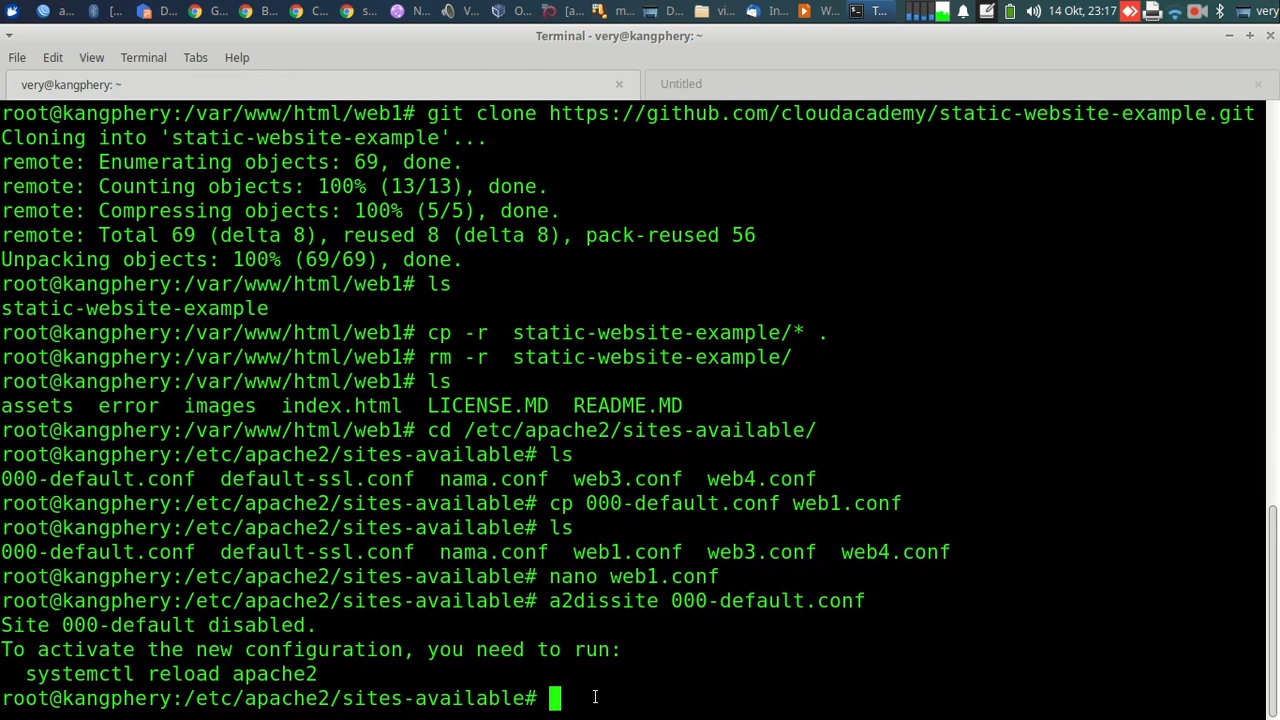 a...
[...
D...
G...
B...
C...
s...
N...
V...
O...
[a...
m...
D...
vi...
In...
W...
T...
14 Okt, 23:17
very
Terminal - very@kangphery: ~
File Edit View Terminal Tabs Help
very@kangphery: ~
Untitled
root@kangphery:/var/www/html/web1# git clone https://github.com/cloudacademy/static-website-example.git
Cloning into 'static-website-example'...
remote: Enumerating objects: 69, done.
remote: Counting objects: 100% (13/13), done.
remote: Compressing objects: 100% (5/5), done.
remote: Total 69 (delta 8), reused 8 (delta 8), pack-reused 56
Unpacking objects: 100% (69/69), done.
root@kangphery:/var/www/html/web1# ls
static-website-example
root@kangphery:/var/www/html/web1# cp -r  static-website-example/* .
root@kangphery:/var/www/html/web1# rm -r  static-website-example/
root@kangphery:/var/www/html/web1# ls
assets  error  images  index.html  LICENSE.MD  README.MD
root@kangphery:/var/www/html/web1# cd /etc/apache2/sites-available/
root@kangphery:/etc/apache2/sites-available# ls
000-default.conf  default-ssl.conf  nama.conf  web3.conf  web4.conf
root@kangphery:/etc/apache2/sites-available# cp 000-default.conf web1.conf
root@kangphery:/etc/apache2/sites-available# ls
000-default.conf  default-ssl.conf  nama.conf  web1.conf  web3.conf  web4.conf
root@kangphery:/etc/apache2/sites-available# nano web1.conf
root@kangphery:/etc/apache2/sites-available# a2dissite 000-default.conf
Site 000-default disabled.
To activate the new configuration, you need to run:
  systemctl reload apache2
root@kangphery:/etc/apache2/sites-available#